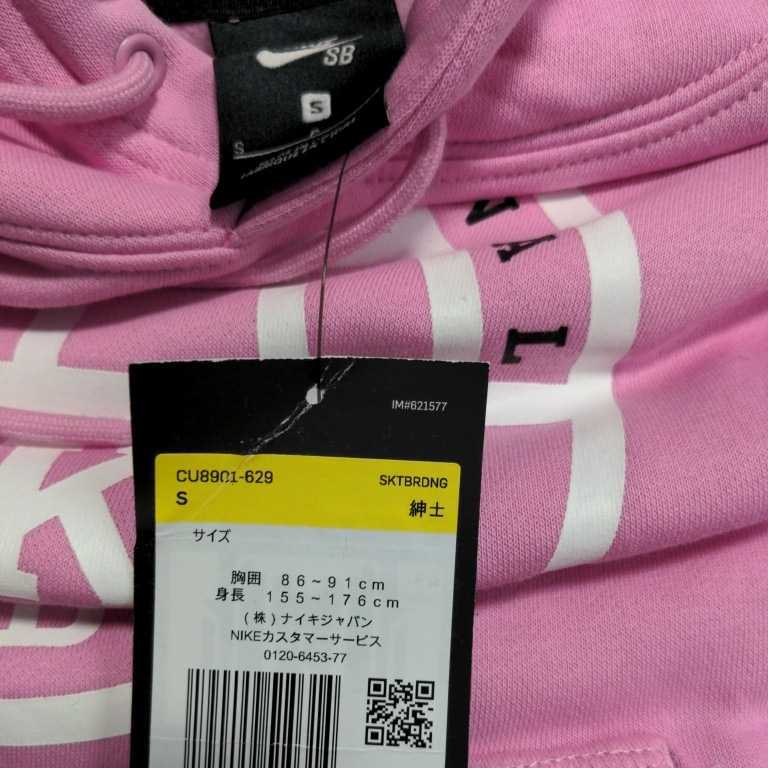 SB
S
S
N A L
K
IM#621577
CU8901-629 SKTBRDNG
S 紳士
サイズ
胸囲 86~91cm
身長 155~176cm
(株)ナイキジャパン
NIKEカスタマーサービス
0120-6453-77